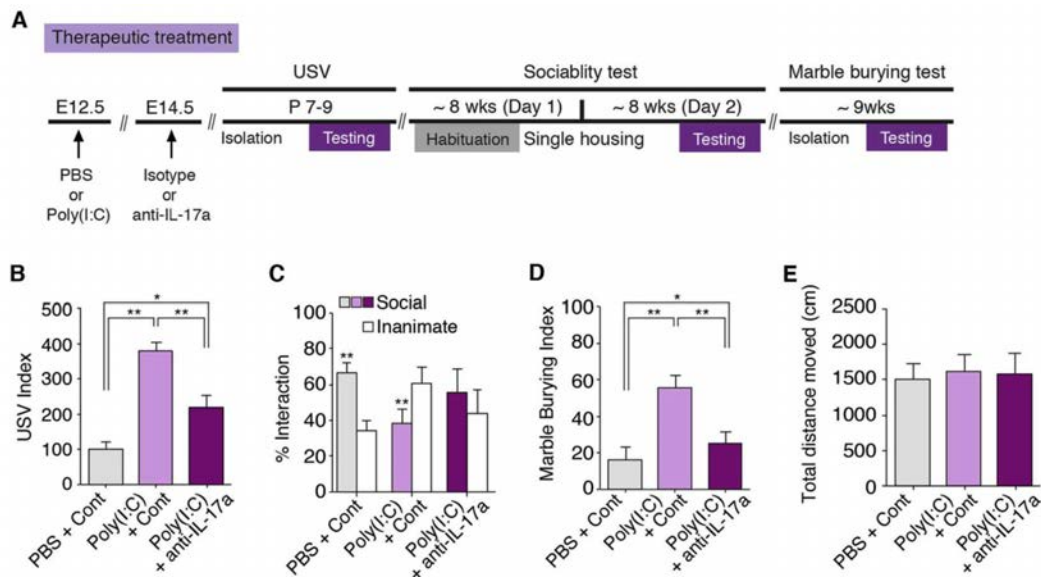 A
Therapeutic treatment
USV
Sociablity test
Marble burying test
E12.5
E14.5
P 7-9
~ 8 wks (Day 1)
~ 8 wks (Day 2)
~ 9wks
//
//
//
//
//
Isolation
Testing
Habituation
Single housing
Testing
Isolation
Testing
PBS
or
Poly(I:C)
Isotype
or
anti-IL-17a
B
USV Index
500
400
300
200
100
0
*
**
**
PBS + Cont
Poly(I:C)
+ Cont
Poly(I:C)
+ anti-IL-17a
C
% Interaction
100
80
60
40
20
0
Social
Inanimate
**
**
PBS + Cont
Poly(I:C)
+ Cont
Poly(I:C)
+ anti-IL-17a
D
Marble Burying Index
100
80
60
40
20
0
*
**
**
PBS + Cont
Poly(I:C)
+ Cont
Poly(I:C)
+ anti-IL-17a
E
Total distance moved (cm)
2500
2000
1500
1000
500
0
PBS + Cont
Poly(I:C)
+ Cont
Poly(I:C)
+ anti-IL-17a